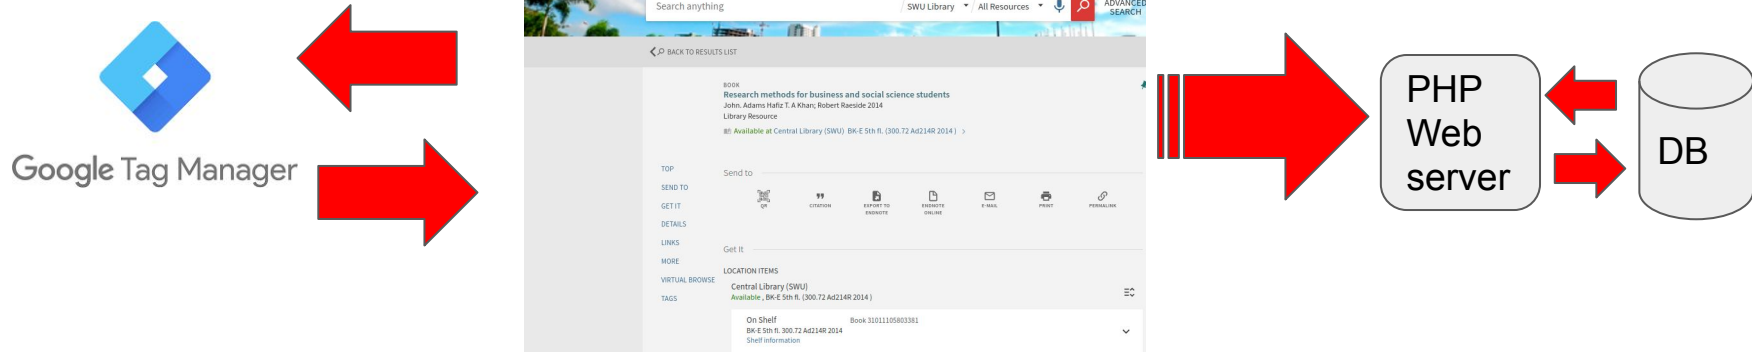 Google Tag Manager
Search anything
SWU Library
All Resources
ADVANCED
SEARCH
BACK TO RESULTS LIST
BOOK
Research methods for business and social science students
John. Adams Hafiz T. A Khan; Robert Raeside 2014
Library Resource
Available at Central Library (SWU) BK-E 5th fl. (300.72 Ad214R 2014 )
TOP
SEND TO
GET IT
DETAILS
LINKS
MORE
VIRTUAL BROWSE
TAGS
Send to
QR
CITATION
EXPORT TO
ENDNOTE
ENDNOTE
ONLINE
E-MAIL
PRINT
PERMALINK
Get It
LOCATION ITEMS
Central Library (SWU)
Available , BK-E 5th fl. (300.72 Ad214R 2014 )
On Shelf
Book 31011105803381
BK-E 5th fl. 300.72 Ad214R 2014
Shelf information
PHP
Web
server
DB